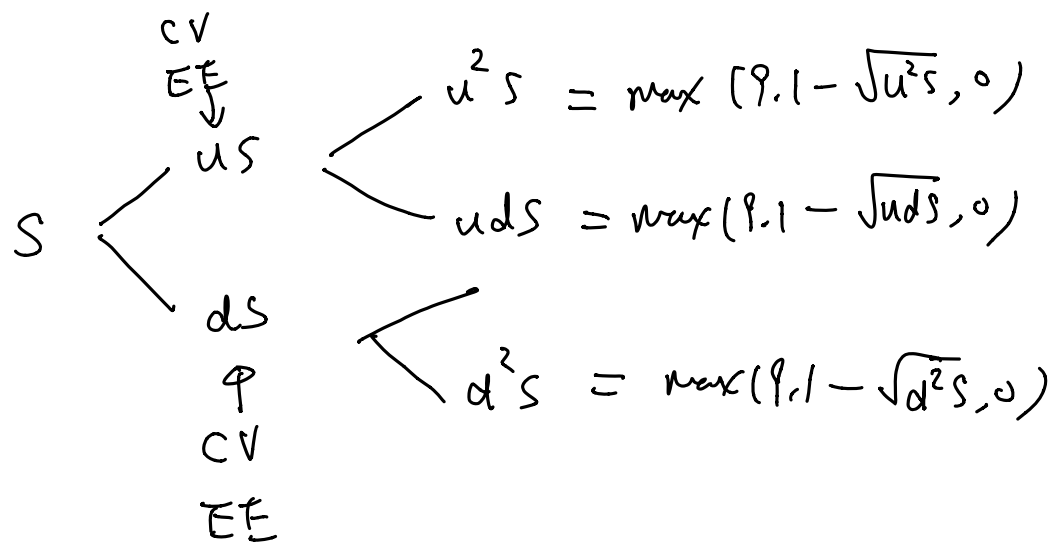 CV
EE
u²S = max (9.1 - √u²S, 0)
uS
udS = max (9.1 - √udS, 0)
S
dS
d²S = max (9.1 - √d²S, 0)
CV
EE